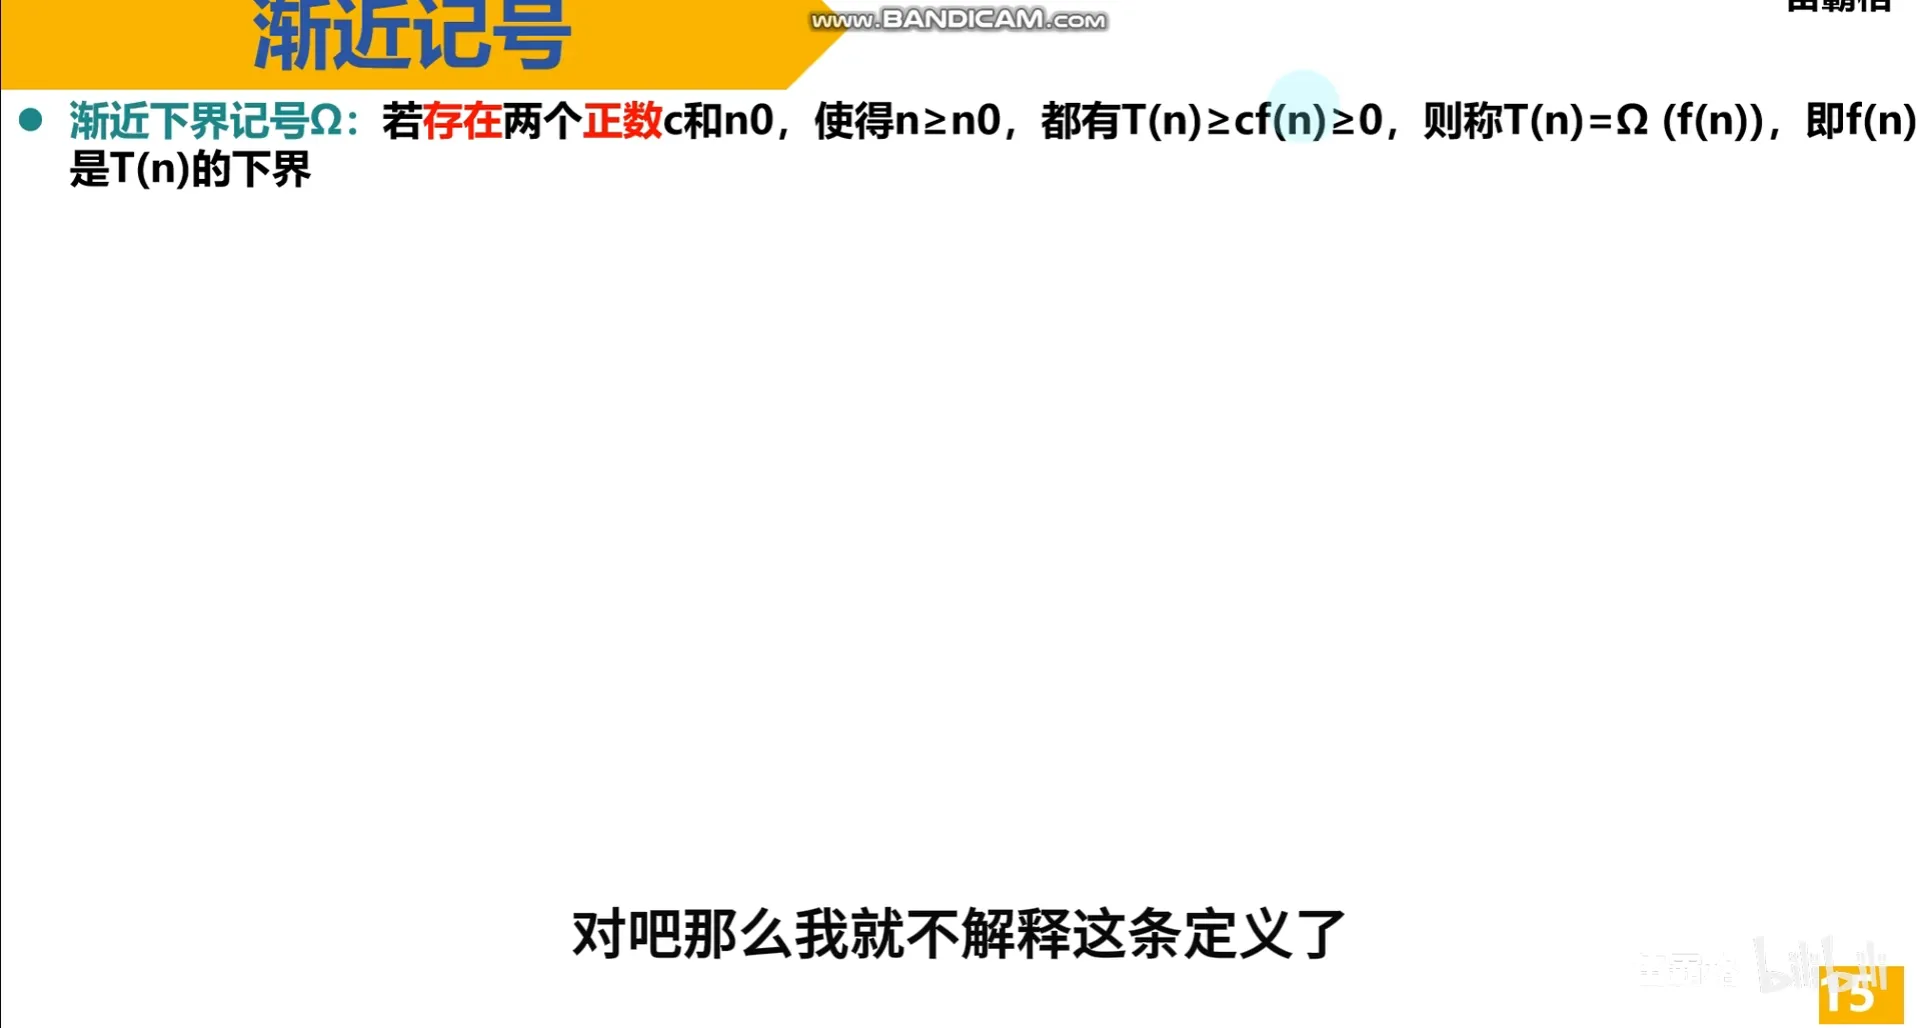 渐近记号
www.BANDICAM.com
渐近下界记号Ω：若存在两个正数c和n0，使得n≥n0，都有T(n)≥cf(n)≥0，则称T(n)=Ω (f(n))，即f(n)
是T(n)的下界
对吧那么我就不解释这条定义了
bilibili
15